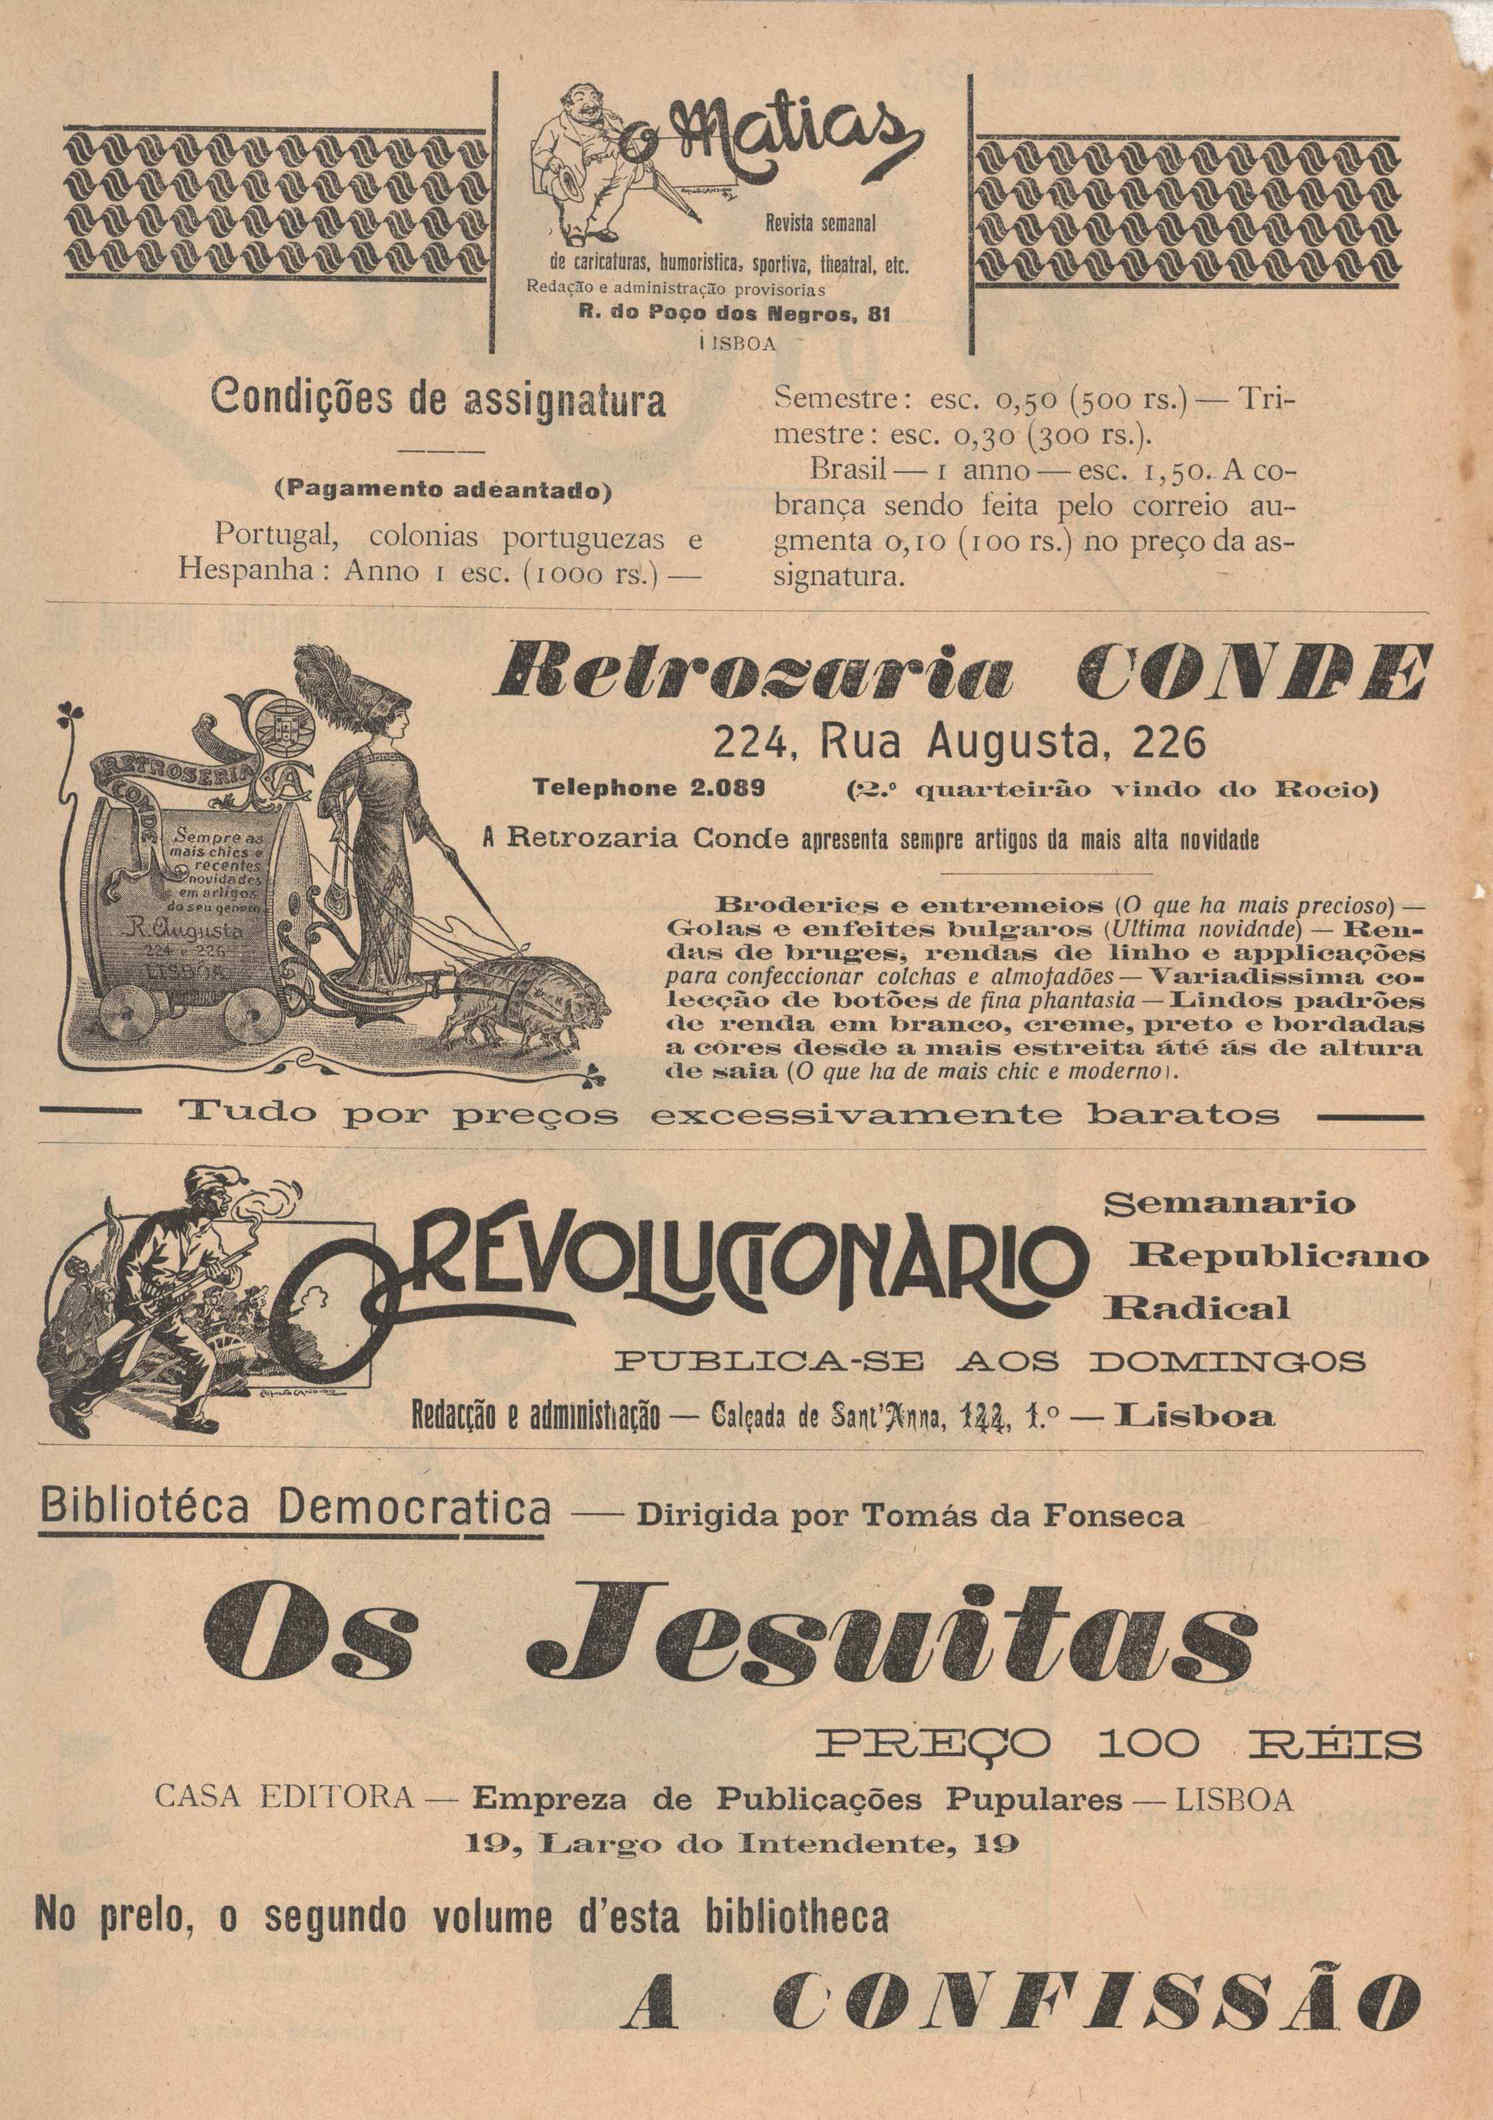 O Matias
Revista semanal
de caricaturas, humoristica, sportiva, theatral, etc.
Redação e administração provisorias
R. do Poço dos Negros, 81
LISBOA
Condições de assignatura
(Pagamento adeantado)
Portugal, colonias portuguezas e
Hespanha: Anno 1 esc. (1000 rs.) —
Semestre: esc. 0,50 (500 rs.) — Tri-
mestre: esc. 0,30 (300 rs.).
Brasil — 1 anno — esc. 1,50. A co-
brança sendo feita pelo correio au-
gmenta 0,10 (100 rs.) no preço da as-
signatura.
RETROSERIA
CONDE
Sempre as
mais chics e
recentes
novidades
em artigos
do seu genero
R. Augusta
224 e 226
LISBOA
Retrozaria CONDE
224, Rua Augusta, 226
Telephone 2.089 (2.º quarteirão vindo do Rocio)
A Retrozaria Conde apresenta sempre artigos da mais alta novidade
Broderies e entremeios (O que ha mais precioso) —
Golas e enfeites bulgaros (Ultima novidade) — Ren-
das de bruges, rendas de linho e applicações
para confeccionar colchas e almofadões — Variadissima co-
lecção de botões de fina phantasia — Lindos padrões
de renda em branco, creme, preto e bordadas
a côres desde a mais estreita áté ás de altura
de saia (O que ha de mais chic e moderno).
— Tudo por preços excessivamente baratos —
O REVOLUCIONÀRIO
Semanario
Republicano
Radical
PUBLICA-SE AOS DOMINGOS
Redacção e administração — Calçada de Sant'Anna, 144, 1.º — Lisboa
Bibliotéca Democratica — Dirigida por Tomás da Fonseca
Os Jesuitas
PREÇO 100 RÉIS
CASA EDITORA — Empreza de Publicações Pupulares — LISBOA
19, Largo do Intendente, 19
No prelo, o segundo volume d'esta bibliotheca
A CONFISSÃO